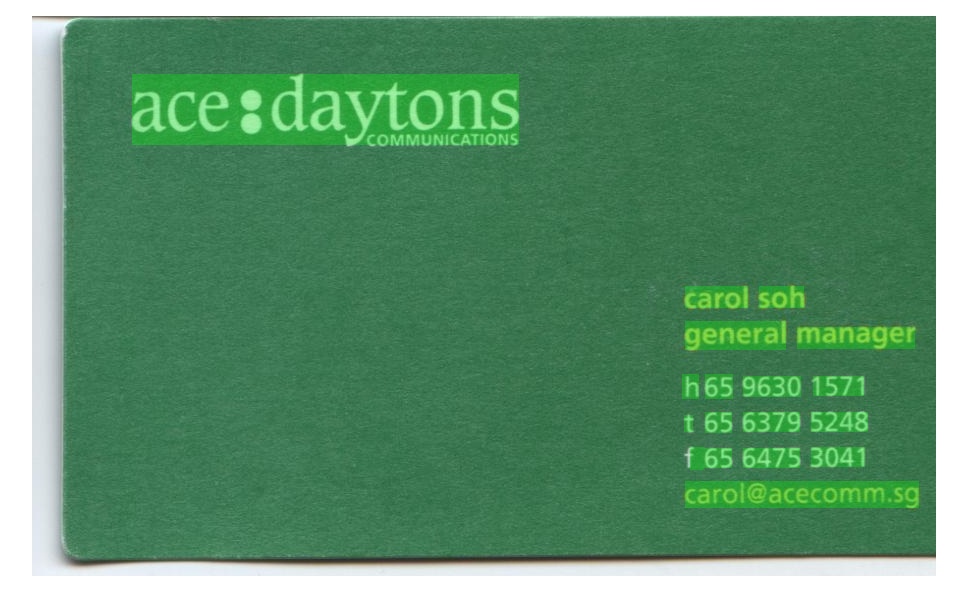 ace:daytons
COMMUNICATIONS
carol soh
general manager
h 65 9630 1571
t 65 6379 5248
f 65 6475 3041
carol@acecomm.sg